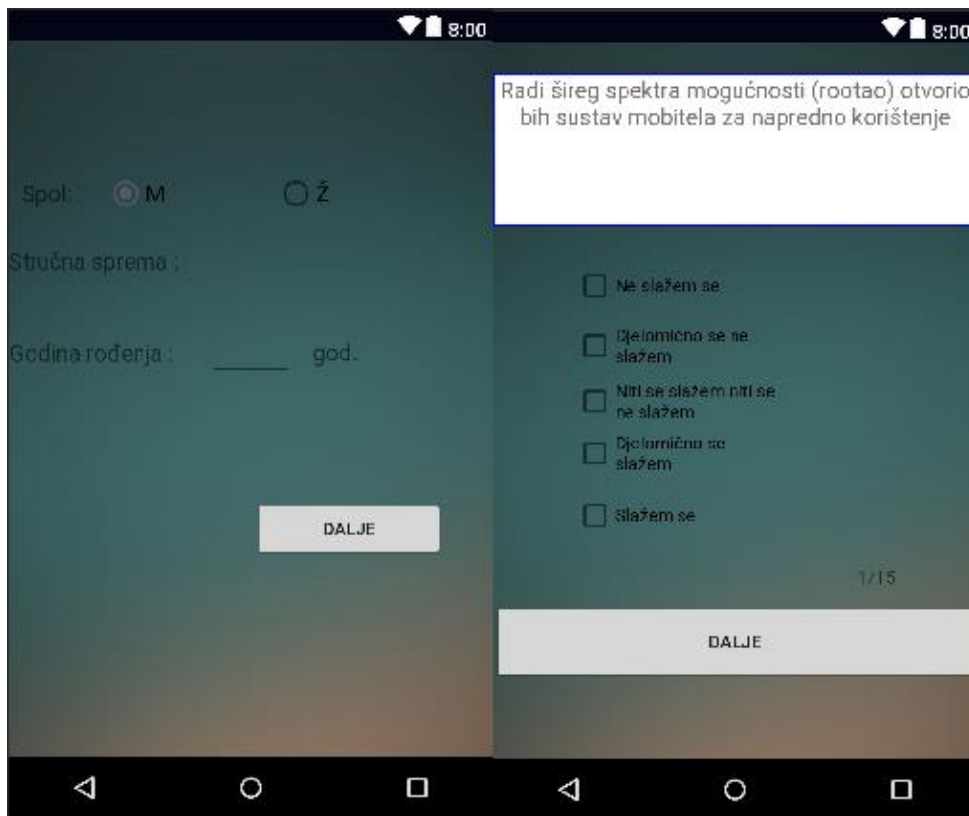 8:00
Spol: M Ž
Stručna sprema :
Godina rođenja : god.
DALJE
8:00
Radi šireg spektra mogućnosti (rootao) otvorio
bih sustav mobitela za napredno korištenje
Ne slažem se
Djelomično se ne
slažem
Niti se slažem niti se
ne slažem
Djelomično se
slažem
Slažem se
1/15
DALJE